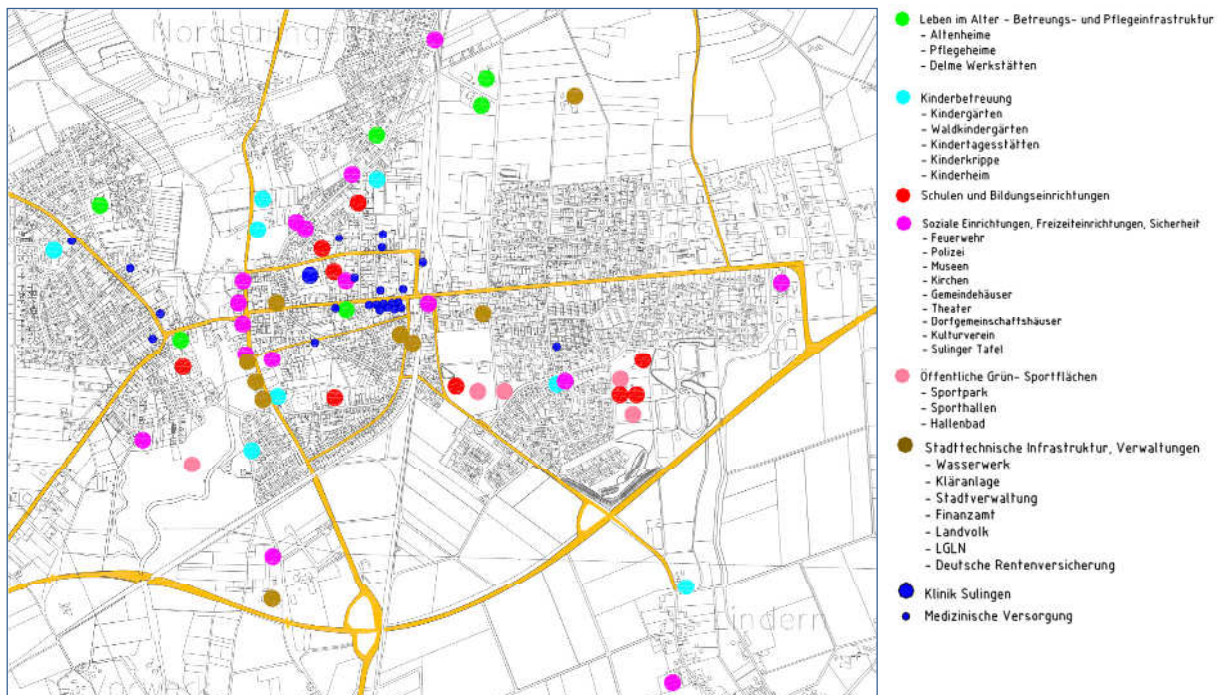 Nordsulingen
Lindern
Leben im Alter - Betreungs- und Pflegeinfrastruktur
- Altenheime
- Pflegeheime
- Delme Werkstätten
Kinderbetreuung
- Kindergärten
- Waldkindergärten
- Kindertagesstätten
- Kinderkrippe
- Kinderheim
Schulen und Bildungseinrichtungen
Soziale Einrichtungen, Freizeiteinrichtungen, Sicherheit
- Feuerwehr
- Polizei
- Museen
- Kirchen
- Gemeindehäuser
- Theater
- Dorfgemeinschaftshäuser
- Kulturverein
- Sulinger Tafel
Öffentliche Grün- Sportflächen
- Sportpark
- Sporthallen
- Hallenbad
Stadttechnische Infrastruktur, Verwaltungen
- Wasserwerk
- Kläranlage
- Stadtverwaltung
- Finanzamt
- Landvolk
- LGLN
- Deutsche Rentenversicherung
Klinik Sulingen
Medizinische Versorgung